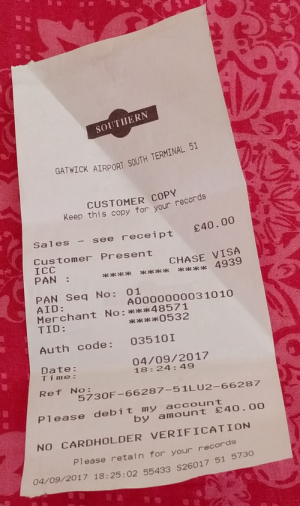 SOUTHERN
GATWICK AIRPORT SOUTH TERMINAL 51
CUSTOMER COPY
Keep this copy for your records
Sales - see receipt £40.00
Customer Present
ICC CHASE VISA
PAN : **** **** **** 4939
PAN Seq No: 01
AID: A0000000031010
Merchant No:***48571
TID: ****0532
Auth code: 03510I
Date: 04/09/2017
Time: 18:24:49
Ref No:
5730F-66287-51LU2-66287
Please debit my account
by amount £40.00
NO CARDHOLDER VERIFICATION
Please retain for your records
04/09/2017 18:25:02 55433 S26017 51 5730